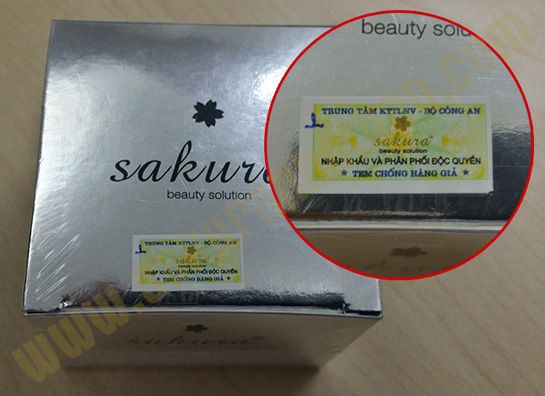 sakura
beauty solution
TRUNG TÂM KTTLNV - BỘ CÔNG AN
sakura
beauty solution
NHẬP KHẨU VÀ PHÂN PHỐI ĐỘC QUYỀN
★ TEM CHỐNG HÀNG GIẢ ★
sakura®
beauty solution
TRUNG TÂM KTTLNV - BỘ CÔNG AN
sakura®
beauty solution
NHẬP KHẨU VÀ PHÂN PHỐI ĐỘC QUYỀN
★ TEM CHỐNG HÀNG GIẢ ★